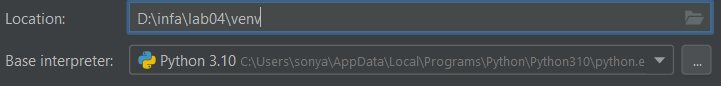 Location: D:\infa\lab04\venv
Base interpreter: Python 3.10 C:\Users\sonya\AppData\Local\Programs\Python\Python310\python.e ...